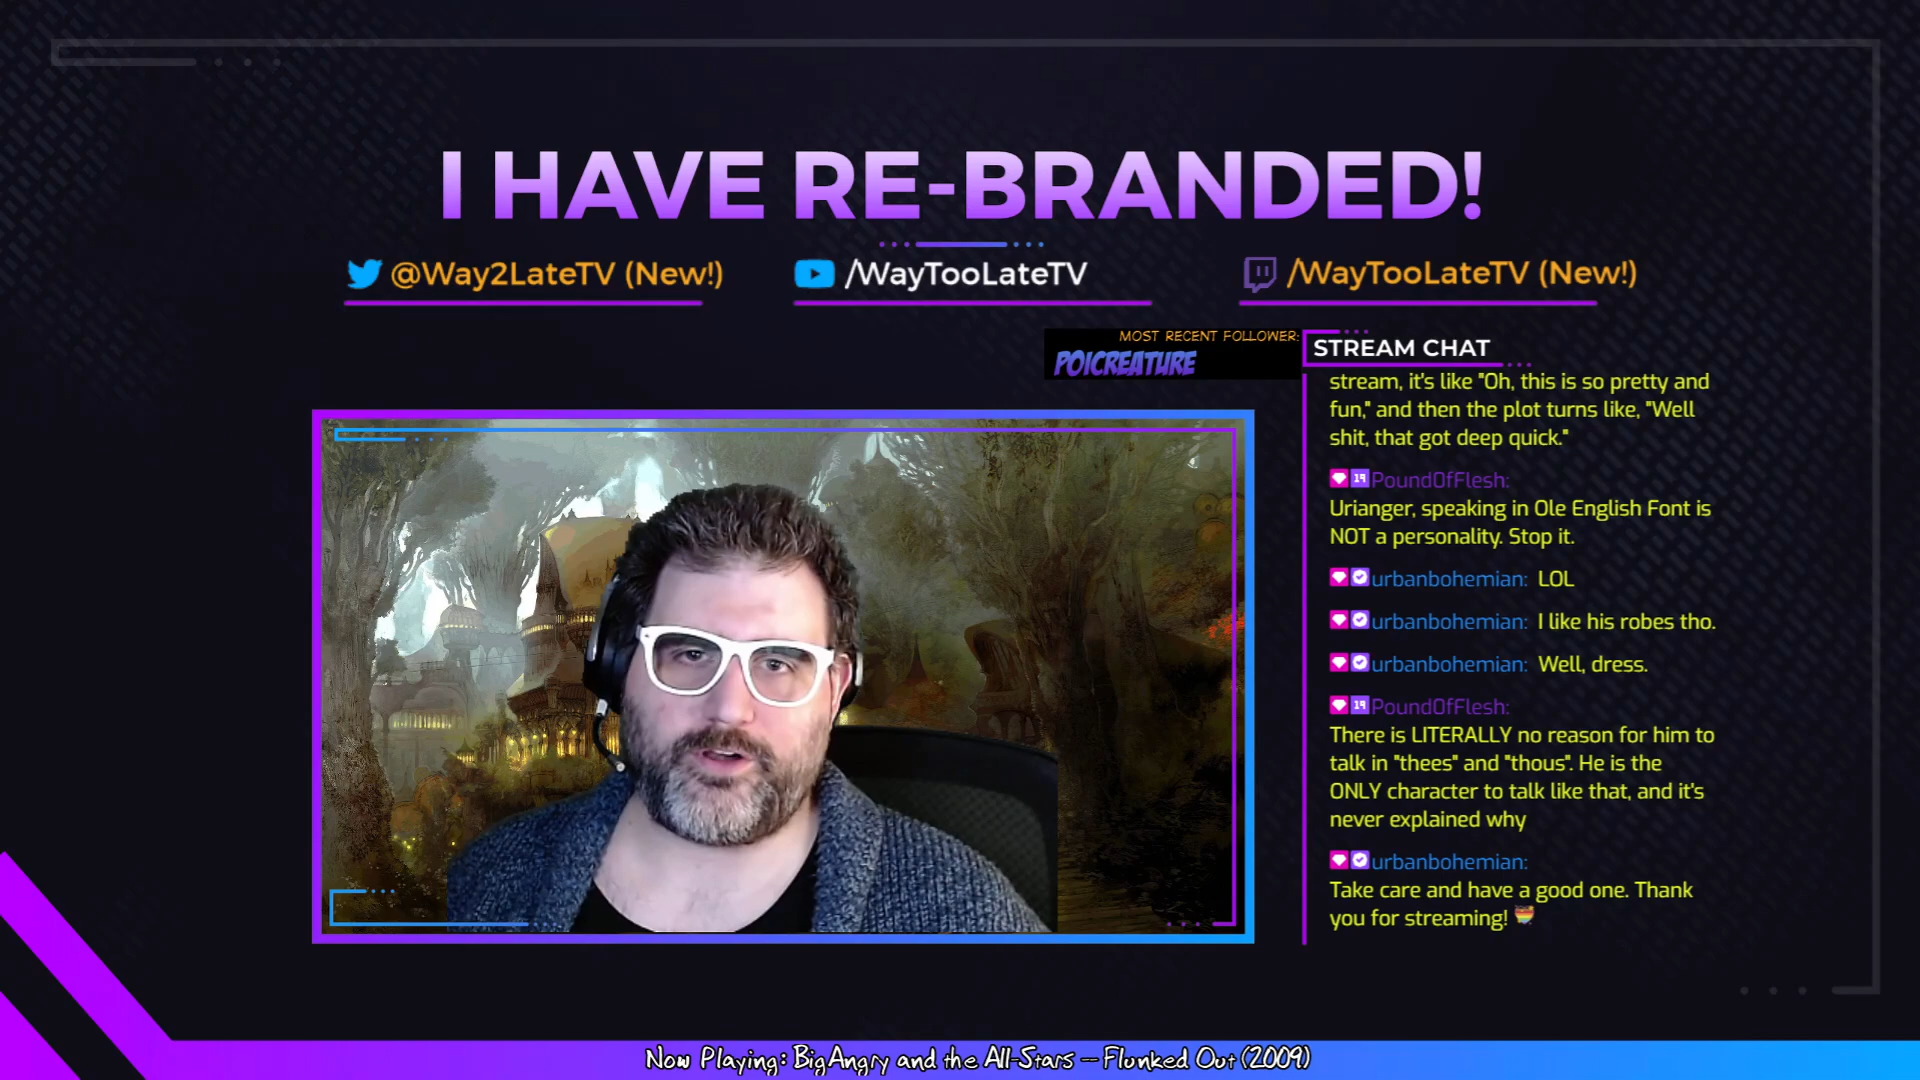 I HAVE RE-BRANDED!
@Way2LateTV (New!)
/WayTooLateTV
/WayTooLateTV (New!)
MOST RECENT FOLLOWER:
POICREATURE
STREAM CHAT
stream, it's like "Oh, this is so pretty and
fun," and then the plot turns like, "Well
shit, that got deep quick."
19 PoundOfFlesh:
Urianger, speaking in Ole English Font is
NOT a personality. Stop it.
urbanbohemian: LOL
urbanbohemian: I like his robes tho.
urbanbohemian: Well, dress.
19 PoundOfFlesh:
There is LITERALLY no reason for him to
talk in "thees" and "thous". He is the
ONLY character to talk like that, and it's
never explained why
urbanbohemian:
Take care and have a good one. Thank
you for streaming!
Now Playing: BigAngry and the All-Stars -- Flunked Out (2009)